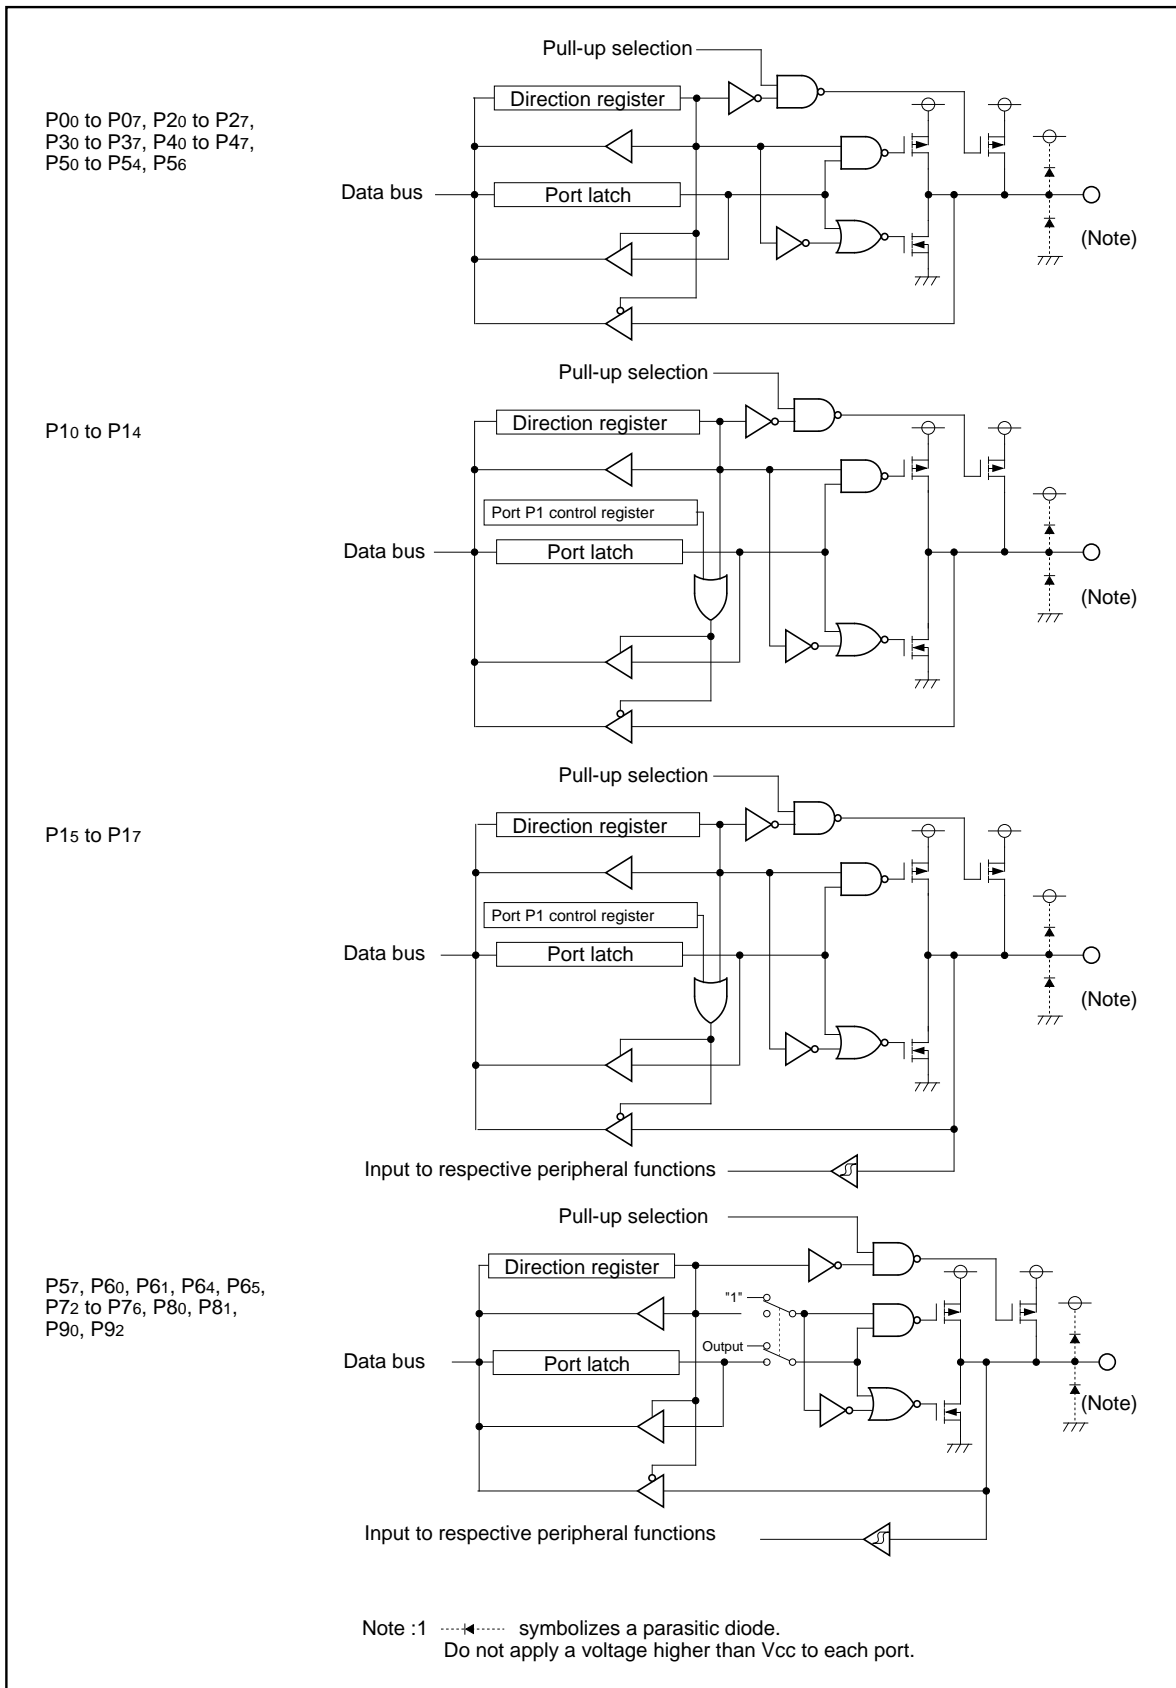 Pull-up selection
Direction register
P00 to P07, P20 to P27,
P30 to P37, P40 to P47,
P50 to P54, P56
Data bus
Port latch
(Note)
Pull-up selection
Direction register
P10 to P14
Port P1 control register
Data bus
Port latch
(Note)
Pull-up selection
Direction register
P15 to P17
Port P1 control register
Data bus
Port latch
(Note)
Input to respective peripheral functions
Pull-up selection
Direction register
P57, P60, P61, P64, P65,
P72 to P76, P80, P81,
P90, P92
"1"
Output
Data bus
Port latch
(Note)
Input to respective peripheral functions
Note :1 symbolizes a parasitic diode.
Do not apply a voltage higher than Vcc to each port.